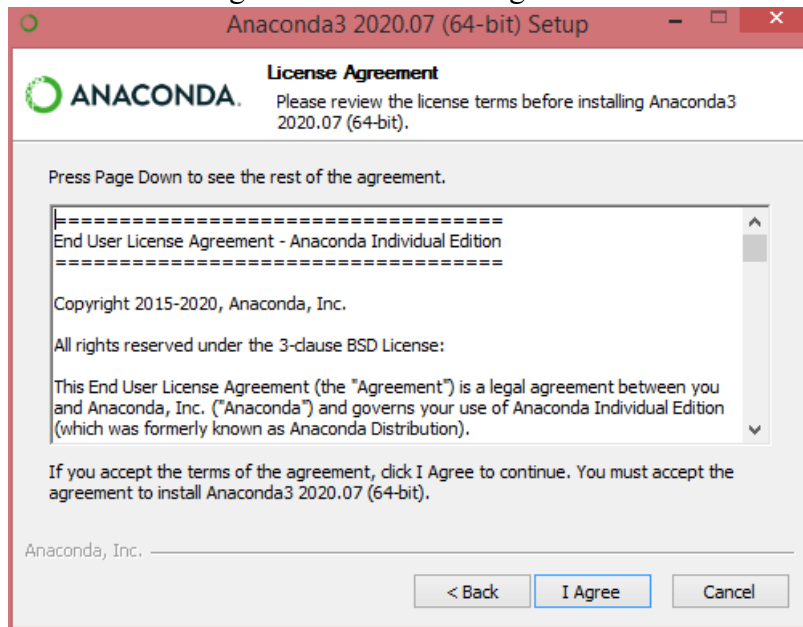 Anaconda3 2020.07 (64-bit) Setup
ANACONDA.
License Agreement
Please review the license terms before installing Anaconda3
2020.07 (64-bit).
Press Page Down to see the rest of the agreement.
===================================
End User License Agreement - Anaconda Individual Edition
===================================
Copyright 2015-2020, Anaconda, Inc.
All rights reserved under the 3-clause BSD License:
This End User License Agreement (the "Agreement") is a legal agreement between you
and Anaconda, Inc. ("Anaconda") and governs your use of Anaconda Individual Edition
(which was formerly known as Anaconda Distribution).
If you accept the terms of the agreement, click I Agree to continue. You must accept the
agreement to install Anaconda3 2020.07 (64-bit).
Anaconda, Inc.
< Back
I Agree
Cancel